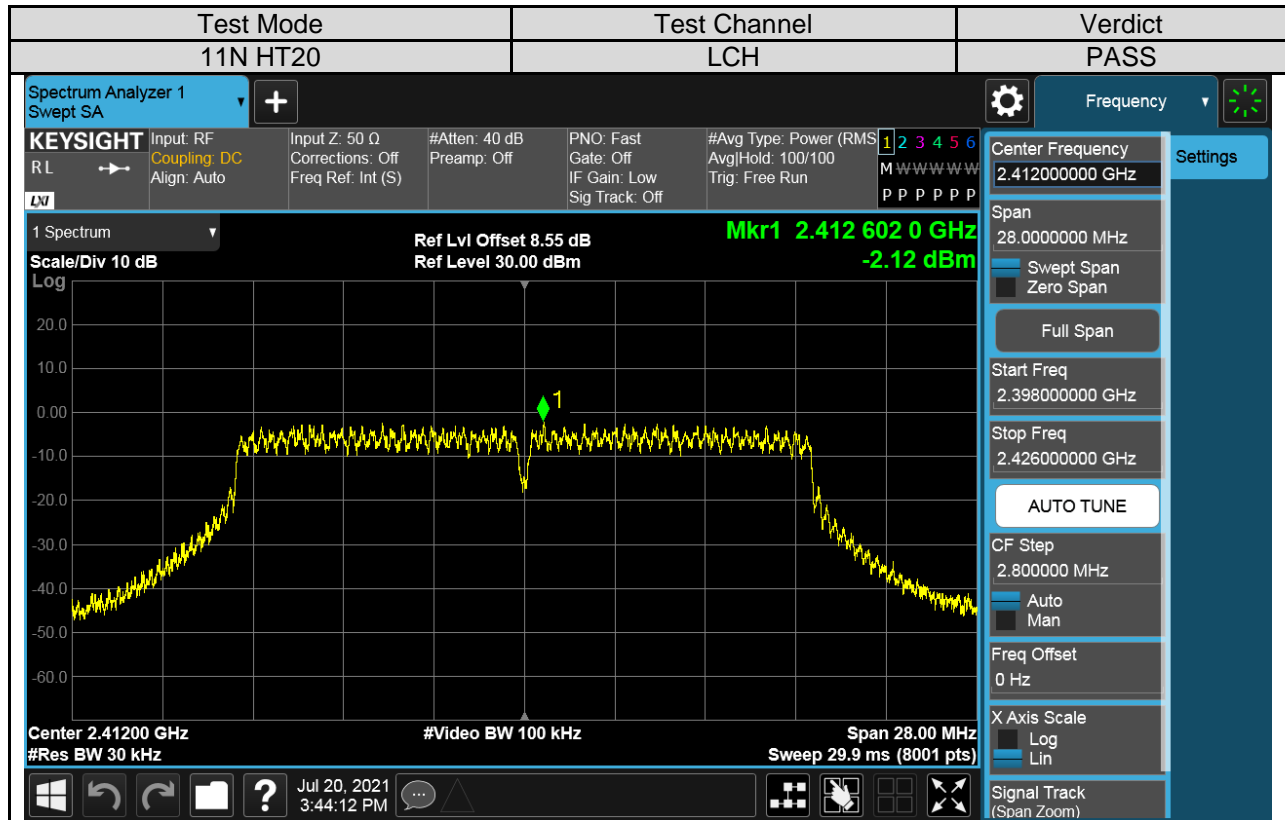 Test Mode Test Channel Verdict
11N HT20 LCH PASS
Spectrum Analyzer 1
Swept SA
Frequency
KEYSIGHT Input: RF Input Z: 50 Ω #Atten: 40 dB PNO: Fast #Avg Type: Power (RMS 1 2 3 4 5 6
RL Coupling: DC Corrections: Off Preamp: Off Gate: Off Avg|Hold: 100/100 M W W W W W
Align: Auto Freq Ref: Int (S) IF Gain: Low Trig: Free Run
LXI Sig Track: Off P P P P P P
1 Spectrum Ref Lvl Offset 8.55 dB Mkr1 2.412 602 0 GHz
Scale/Div 10 dB Ref Level 30.00 dBm -2.12 dBm
Log
20.0
10.0
1
0.00
-10.0
-20.0
-30.0
-40.0
-50.0
-60.0
Center 2.41200 GHz #Video BW 100 kHz Span 28.00 MHz
#Res BW 30 kHz Sweep 29.9 ms (8001 pts)
Center Frequency
2.412000000 GHz
Settings
Span
28.0000000 MHz
Swept Span
Zero Span
Full Span
Start Freq
2.398000000 GHz
Stop Freq
2.426000000 GHz
AUTO TUNE
CF Step
2.800000 MHz
Auto
Man
Freq Offset
0 Hz
X Axis Scale
Log
Lin
Signal Track
(Span Zoom)
? Jul 20, 2021
3:44:12 PM